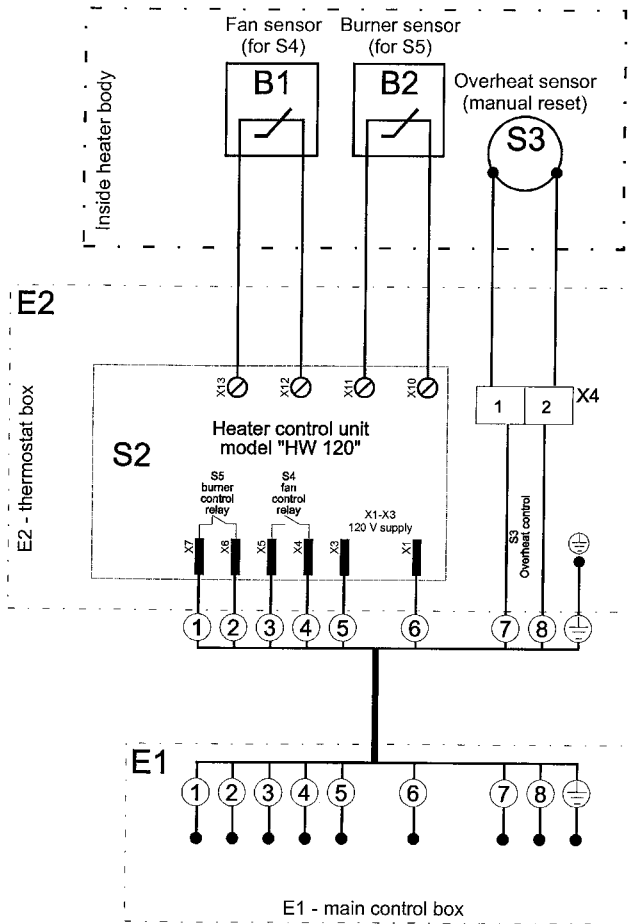 Fan sensor
(for S4)
Burner sensor
(for S5)
B1
B2
Overheat sensor
(manual reset)
S3
Inside heater body
E2
X13
X12
X11
X10
1
2
X4
Heater control unit
model "HW 120"
S2
S5
burner
control
relay
S4
fan
control
relay
X1-X3
120 V supply
X7
X6
X5
X4
X3
X1
S3
Overheat control
E2 - thermostat box
1
2
3
4
5
6
7
8
E1
1
2
3
4
5
6
7
8
E1 - main control box